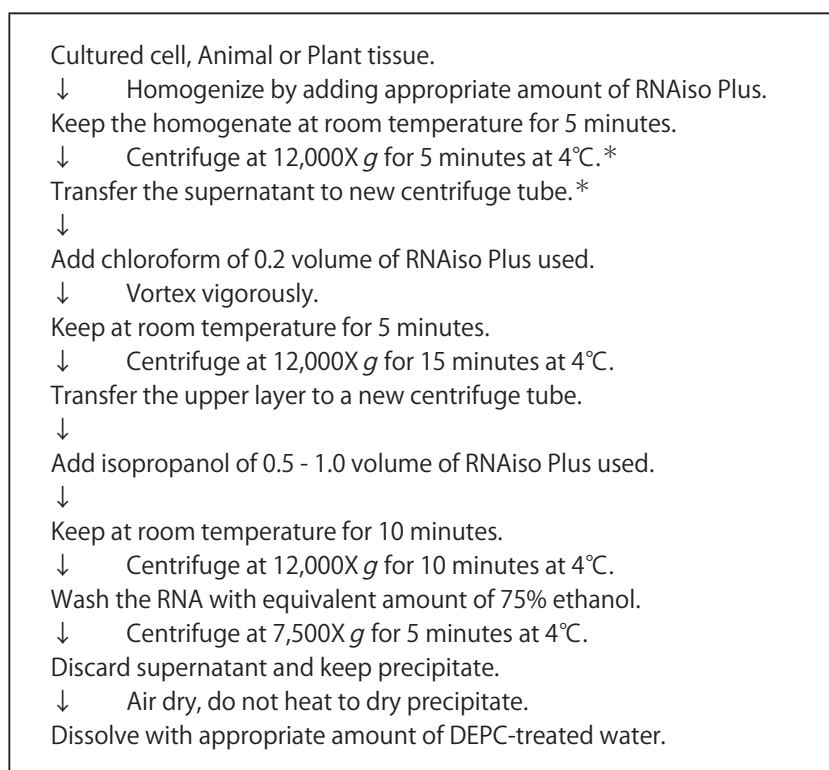 Cultured cell, Animal or Plant tissue.
↓ Homogenize by adding appropriate amount of RNAiso Plus.
Keep the homogenate at room temperature for 5 minutes.
↓ Centrifuge at 12,000X g for 5 minutes at 4℃.*
Transfer the supernatant to new centrifuge tube.*
↓
Add chloroform of 0.2 volume of RNAiso Plus used.
↓ Vortex vigorously.
Keep at room temperature for 5 minutes.
↓ Centrifuge at 12,000X g for 15 minutes at 4℃.
Transfer the upper layer to a new centrifuge tube.
↓
Add isopropanol of 0.5 - 1.0 volume of RNAiso Plus used.
↓
Keep at room temperature for 10 minutes.
↓ Centrifuge at 12,000X g for 10 minutes at 4℃.
Wash the RNA with equivalent amount of 75% ethanol.
↓ Centrifuge at 7,500X g for 5 minutes at 4℃.
Discard supernatant and keep precipitate.
↓ Air dry, do not heat to dry precipitate.
Dissolve with appropriate amount of DEPC-treated water.